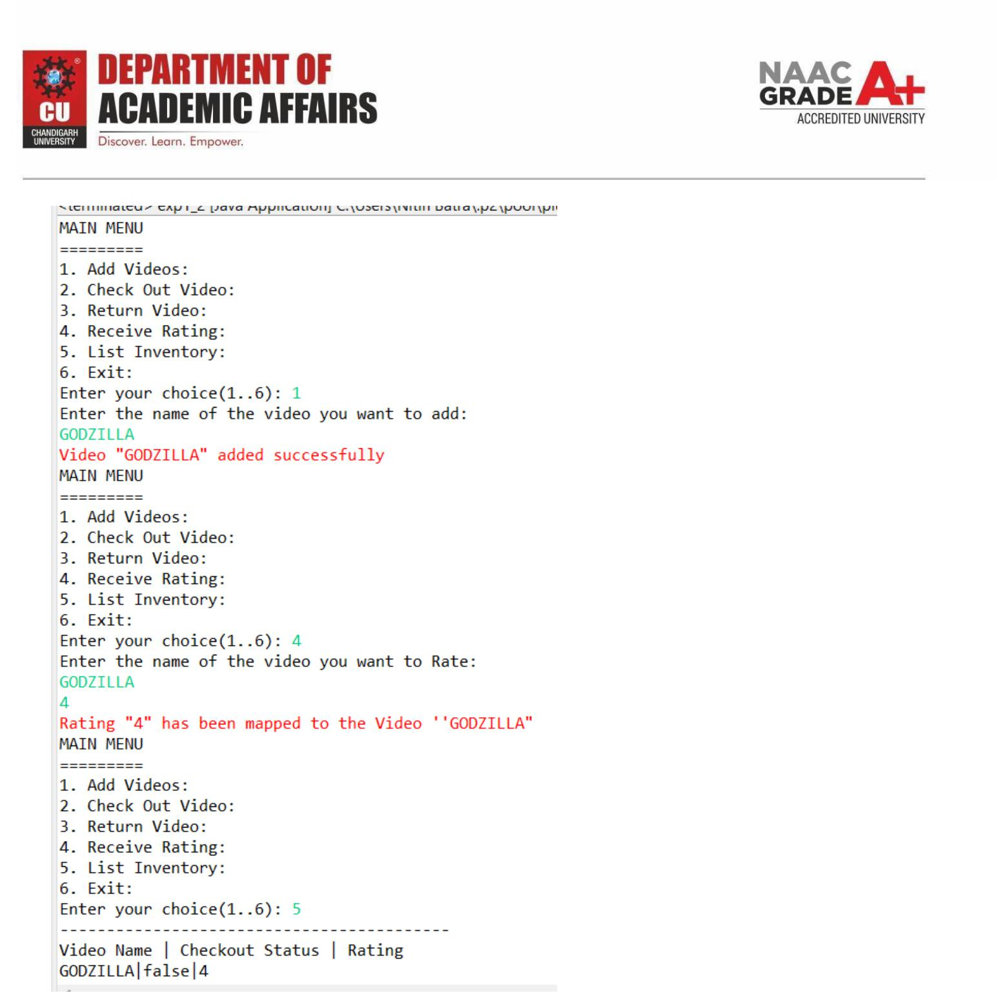 DEPARTMENT OF
ACADEMIC AFFAIRS
Discover. Learn. Empower.
CU
CHANDIGARH
UNIVERSITY
®
NAAC
GRADE A+
ACCREDITED UNIVERSITY
<terminated> exp1_2 [Java Application] C:\Users\Nitin Batra\.p2\pool\plu
MAIN MENU
=========
1. Add Videos:
2. Check Out Video:
3. Return Video:
4. Receive Rating:
5. List Inventory:
6. Exit:
Enter your choice(1..6): 1
Enter the name of the video you want to add:
GODZILLA
Video "GODZILLA" added successfully
MAIN MENU
=========
1. Add Videos:
2. Check Out Video:
3. Return Video:
4. Receive Rating:
5. List Inventory:
6. Exit:
Enter your choice(1..6): 4
Enter the name of the video you want to Rate:
GODZILLA
4
Rating "4" has been mapped to the Video ''GODZILLA"
MAIN MENU
=========
1. Add Videos:
2. Check Out Video:
3. Return Video:
4. Receive Rating:
5. List Inventory:
6. Exit:
Enter your choice(1..6): 5
------------------------------------------
Video Name | Checkout Status | Rating
GODZILLA|false|4